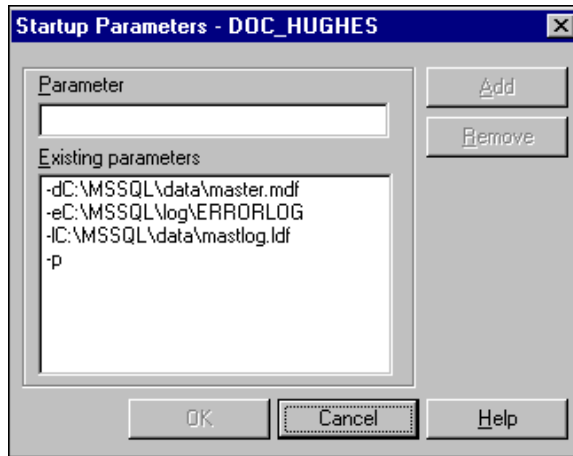 Startup Parameters - DOC_HUGHES
Parameter
Add
Remove
Existing parameters
-dC:\MSSQL\data\master.mdf
-eC:\MSSQL\log\ERRORLOG
-lC:\MSSQL\data\mastlog.ldf
-p
OK
Cancel
Help